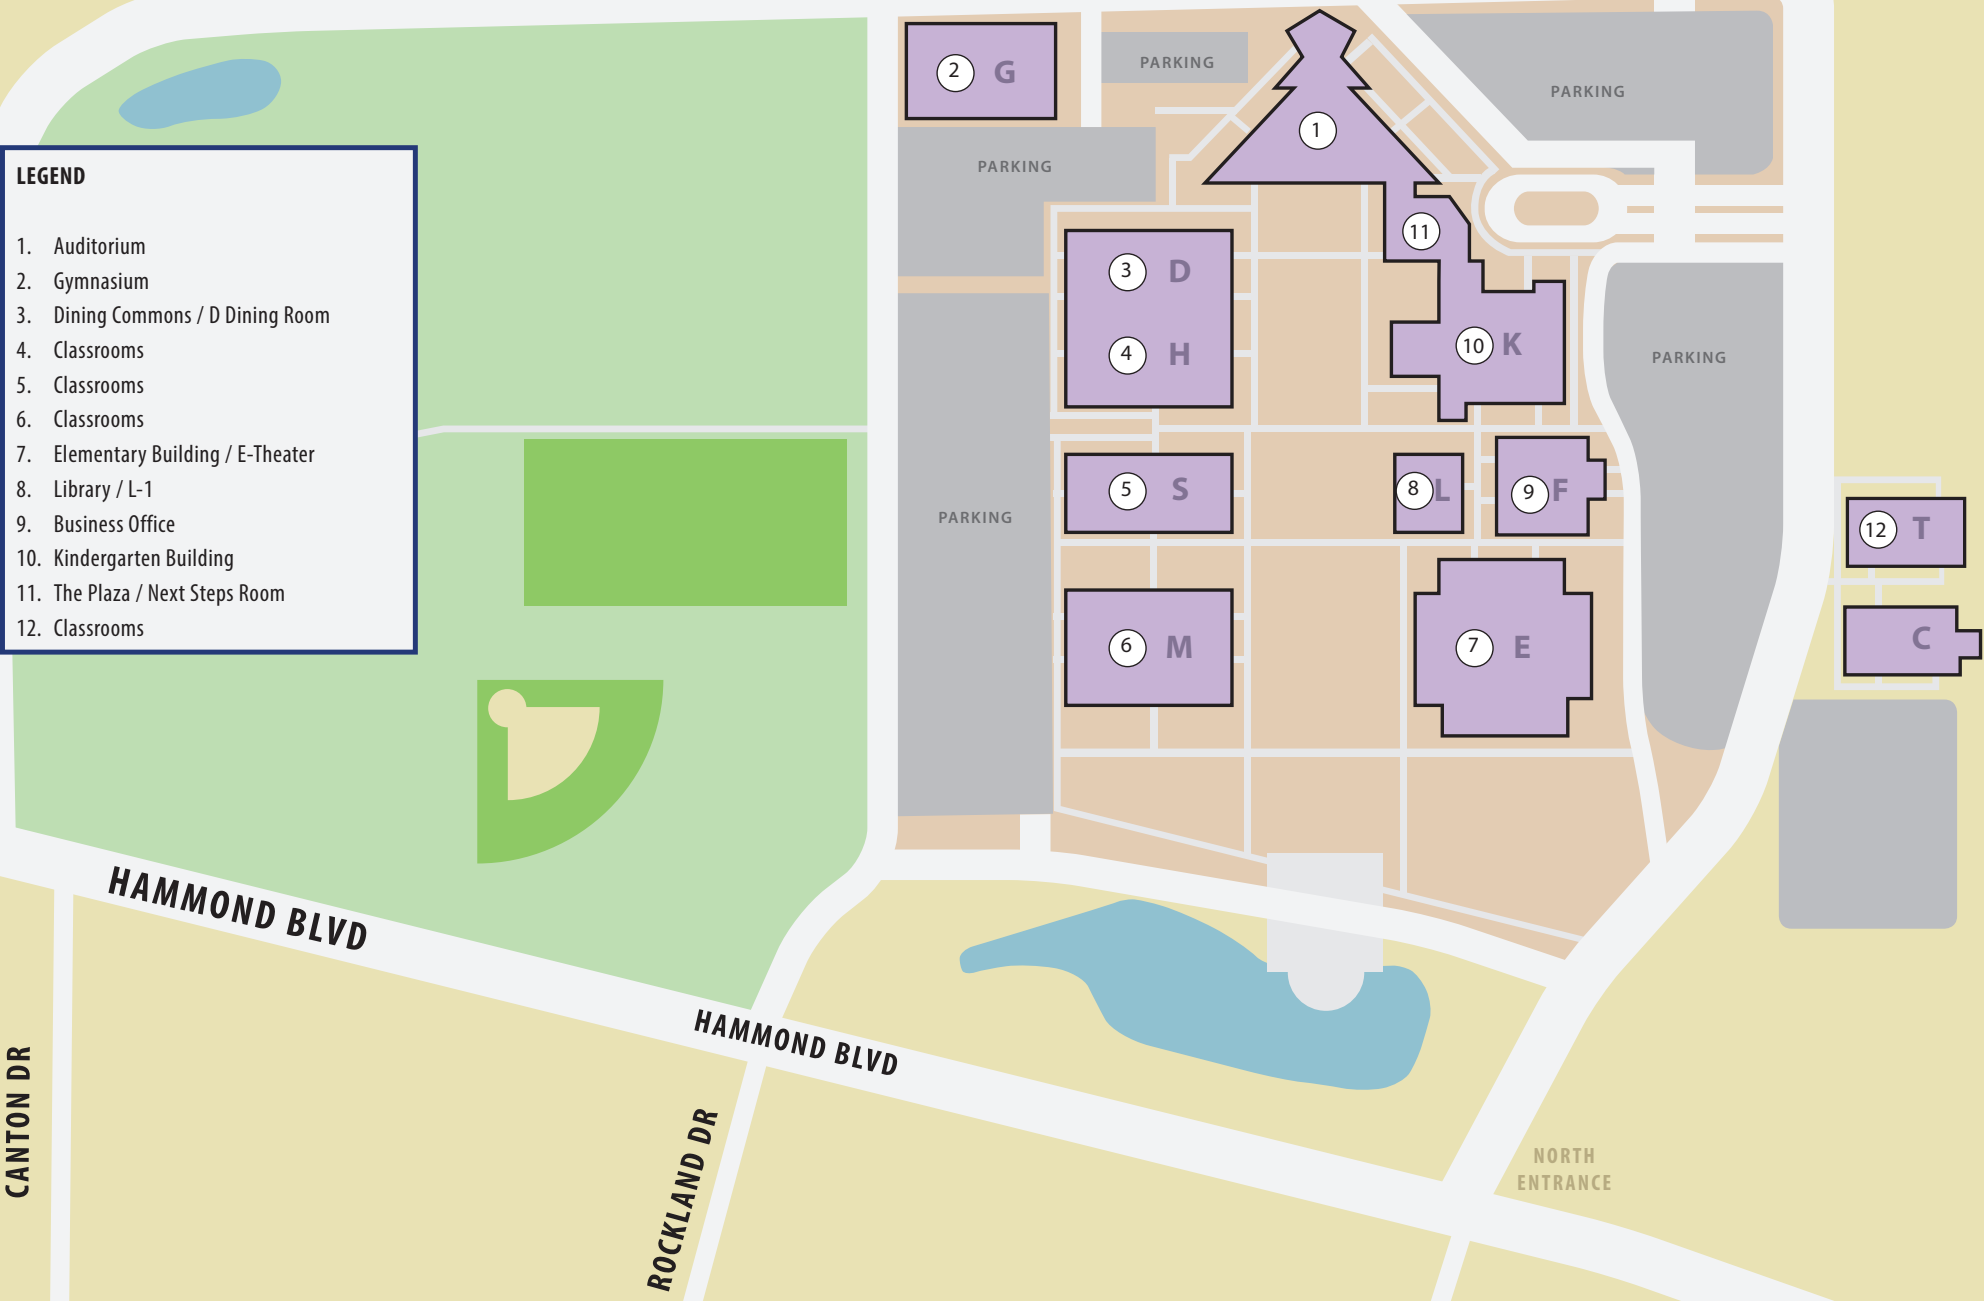 LEGEND
1. Auditorium
2. Gymnasium
3. Dining Commons / D Dining Room
4. Classrooms
5. Classrooms
6. Classrooms
7. Elementary Building / E-Theater
8. Library / L-1
9. Business Office
10. Kindergarten Building
11. The Plaza / Next Steps Room
12. Classrooms
2 G
PARKING
PARKING
1
PARKING
11
3 D
4 H
10 K
PARKING
PARKING
5 S
8 L
9 F
12 T
6 M
7 E
C
HAMMOND BLVD
HAMMOND BLVD
CANTON DR
ROCKLAND DR
NORTH
ENTRANCE